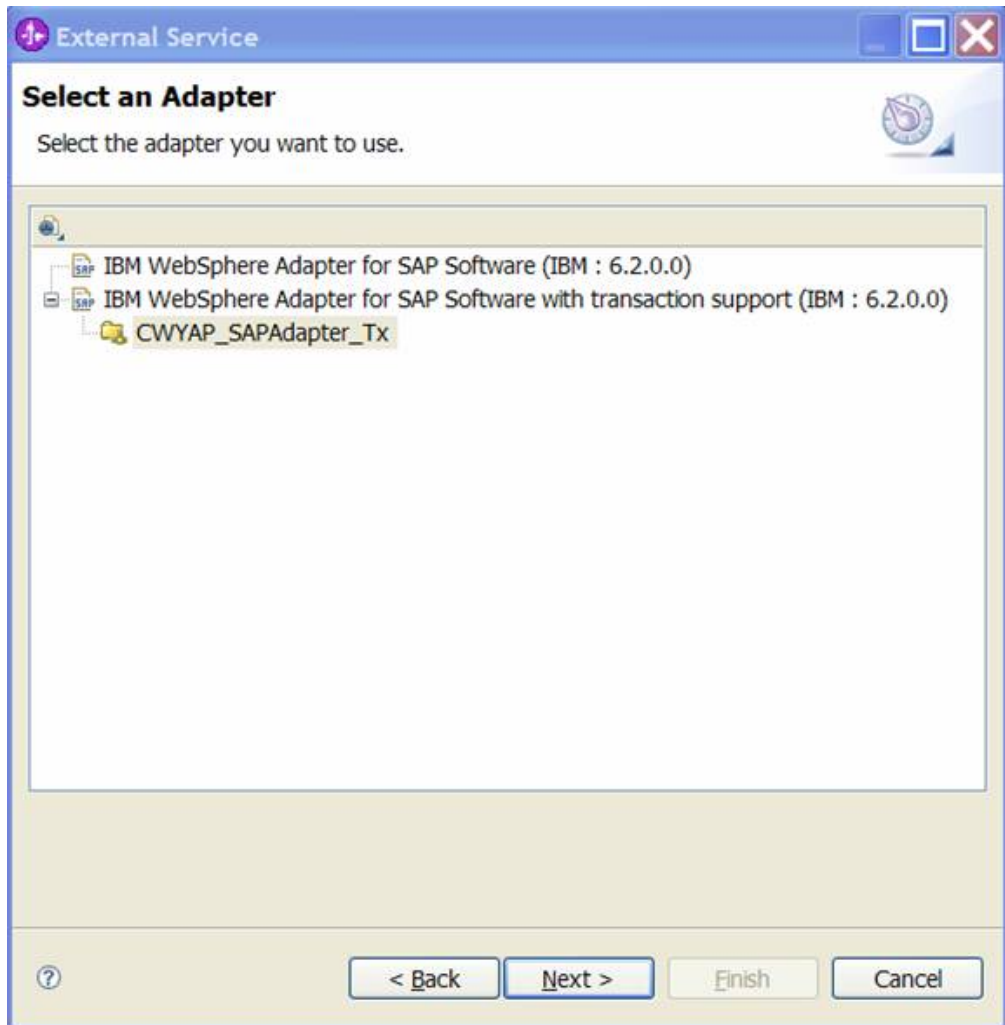 External Service
Select an Adapter
Select the adapter you want to use.
SAP IBM WebSphere Adapter for SAP Software (IBM : 6.2.0.0)
SAP IBM WebSphere Adapter for SAP Software with transaction support (IBM : 6.2.0.0)
CWYAP_SAPAdapter_Tx
? < Back Next > Finish Cancel